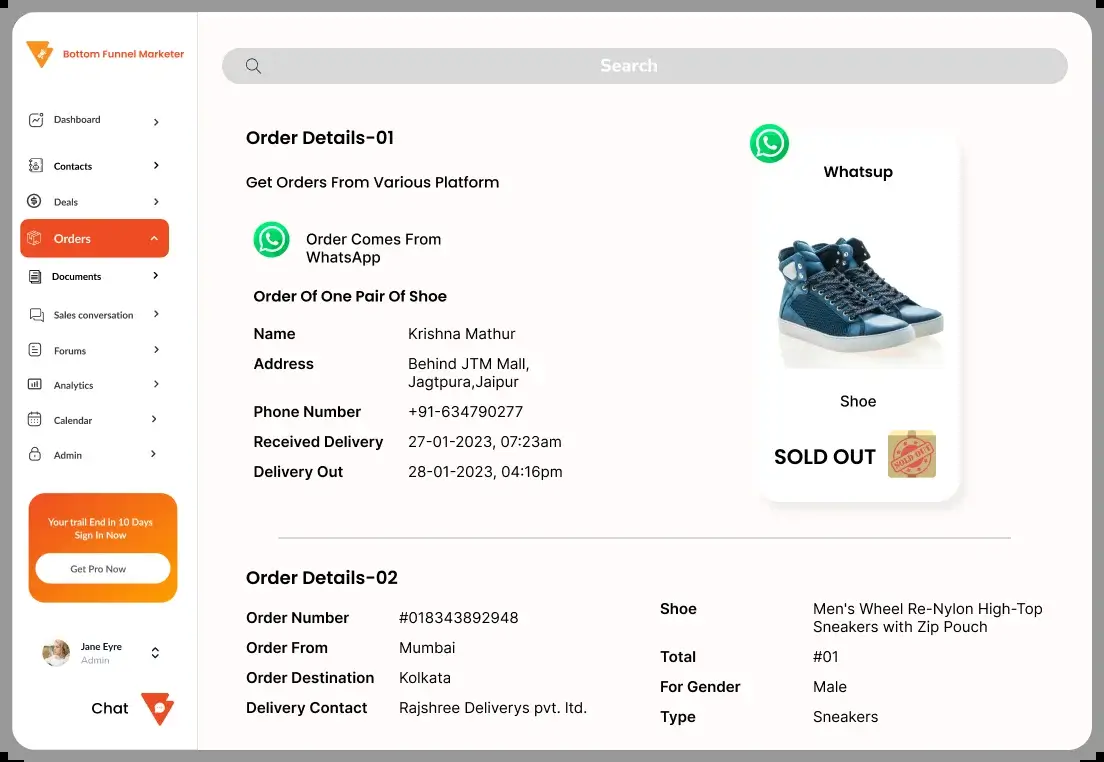 Bottom Funnel Marketer
Dashboard
Contacts
Deals
Orders
Documents
Sales conversation
Forums
Analytics
Calendar
Admin
Your trall End in 10 Days
Sign In Now
Get Pro Now
Jane Eyre
Admin
Chat
Search
Order Details-01
Get Orders From Various Platform
Order Comes From
WhatsApp
Order Of One Pair Of Shoe
Name Krishna Mathur
Address Behind JTM Mall,
Jagtpura,Jaipur
Phone Number +91-634790277
Received Delivery 27-01-2023, 07:23am
Delivery Out 28-01-2023, 04:16pm
Whatsup
Shoe
SOLD OUT
SOLD OUT
Order Details-02
Order Number #018343892948
Order From Mumbai
Order Destination Kolkata
Delivery Contact Rajshree Deliverys pvt. ltd.
Shoe Men's Wheel Re-Nylon High-Top
Sneakers with Zip Pouch
Total #01
For Gender Male
Type Sneakers